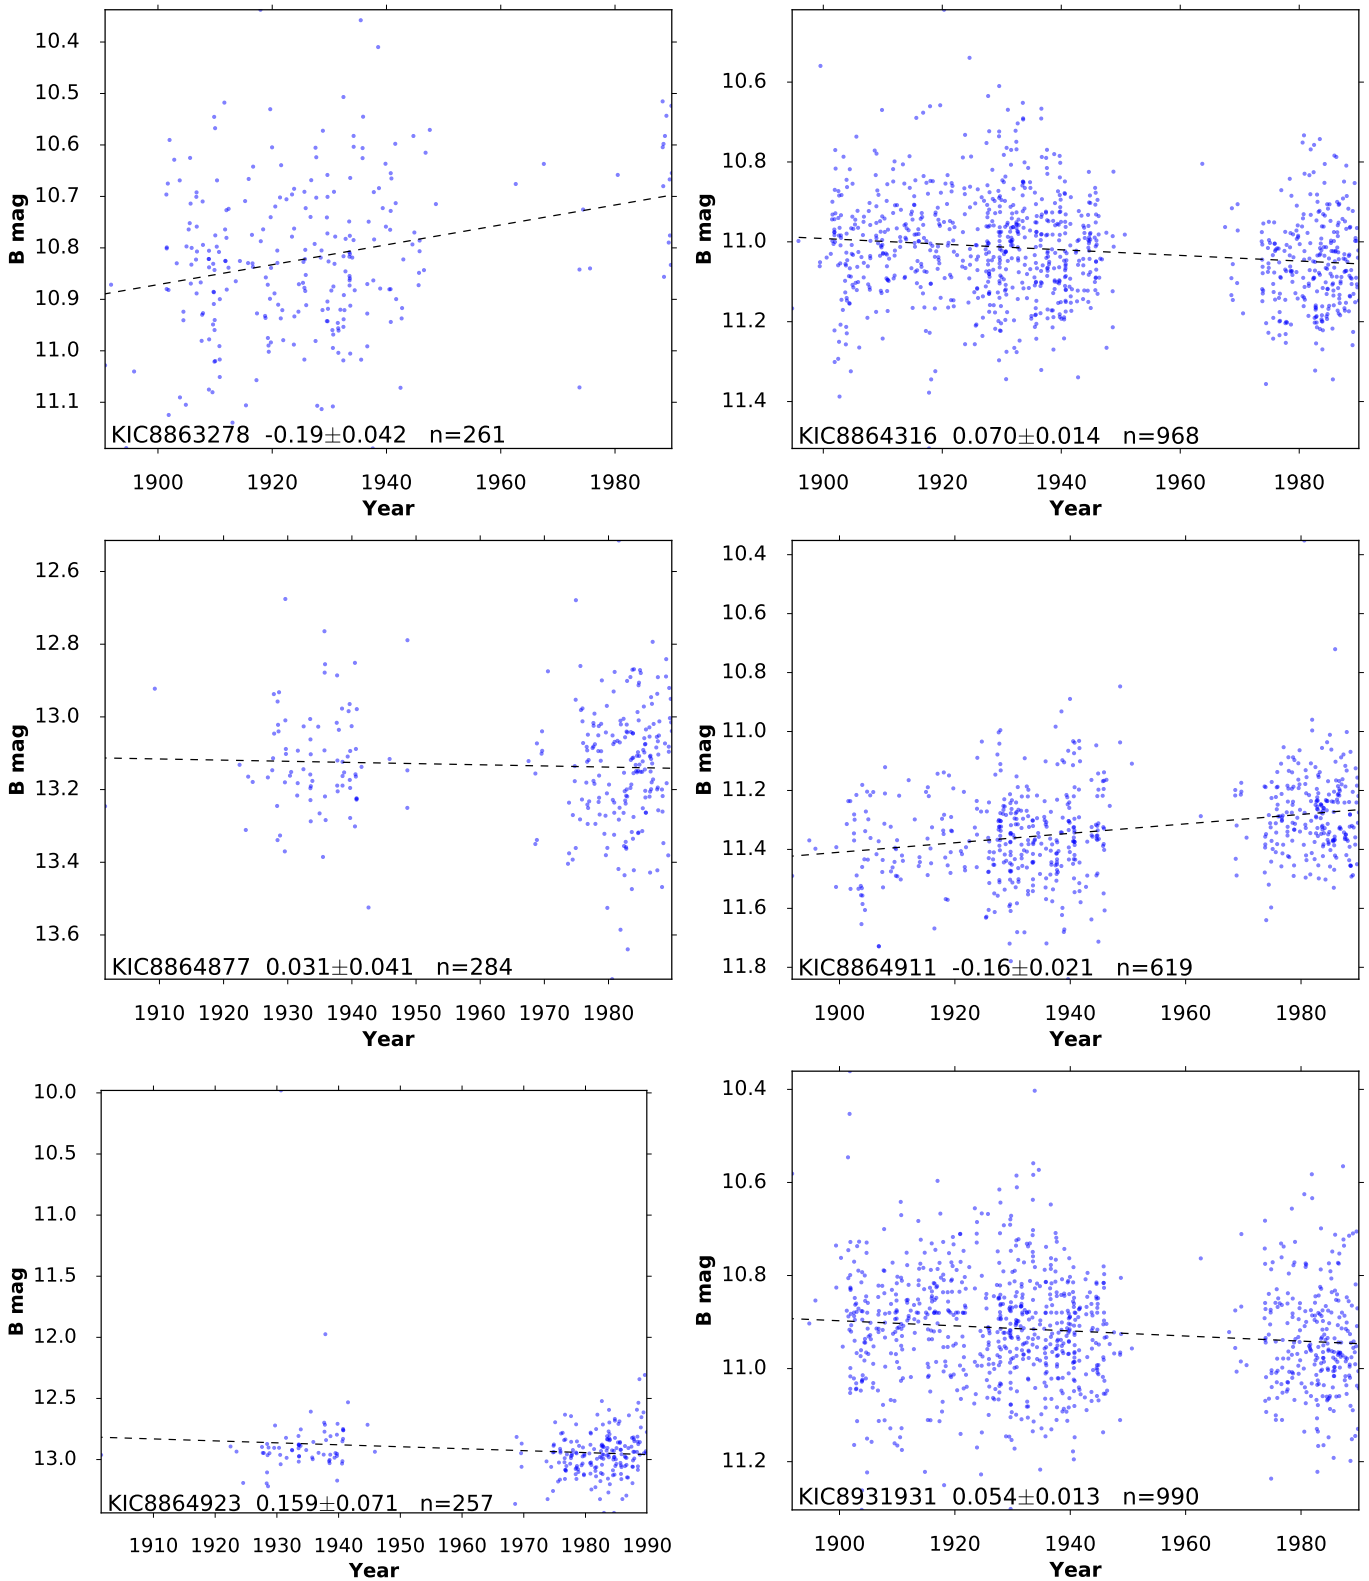 10.4
10.5
10.6
10.7
10.8
10.9
11.0
11.1
B mag
KIC8863278 -0.19±0.042 n=261
1900 1920 1940 1960 1980
Year
10.6
10.8
11.0
11.2
11.4
B mag
KIC8864316 0.070±0.014 n=968
1900 1920 1940 1960 1980
Year
12.6
12.8
13.0
13.2
13.4
13.6
B mag
KIC8864877 0.031±0.041 n=284
1910 1920 1930 1940 1950 1960 1970 1980
Year
10.4
10.6
10.8
11.0
11.2
11.4
11.6
11.8
B mag
KIC8864911 -0.16±0.021 n=619
1900 1920 1940 1960 1980
Year
10.0
10.5
11.0
11.5
12.0
12.5
13.0
B mag
KIC8864923 0.159±0.071 n=257
1910 1920 1930 1940 1950 1960 1970 1980 1990
Year
10.4
10.6
10.8
11.0
11.2
B mag
KIC8931931 0.054±0.013 n=990
1900 1920 1940 1960 1980
Year